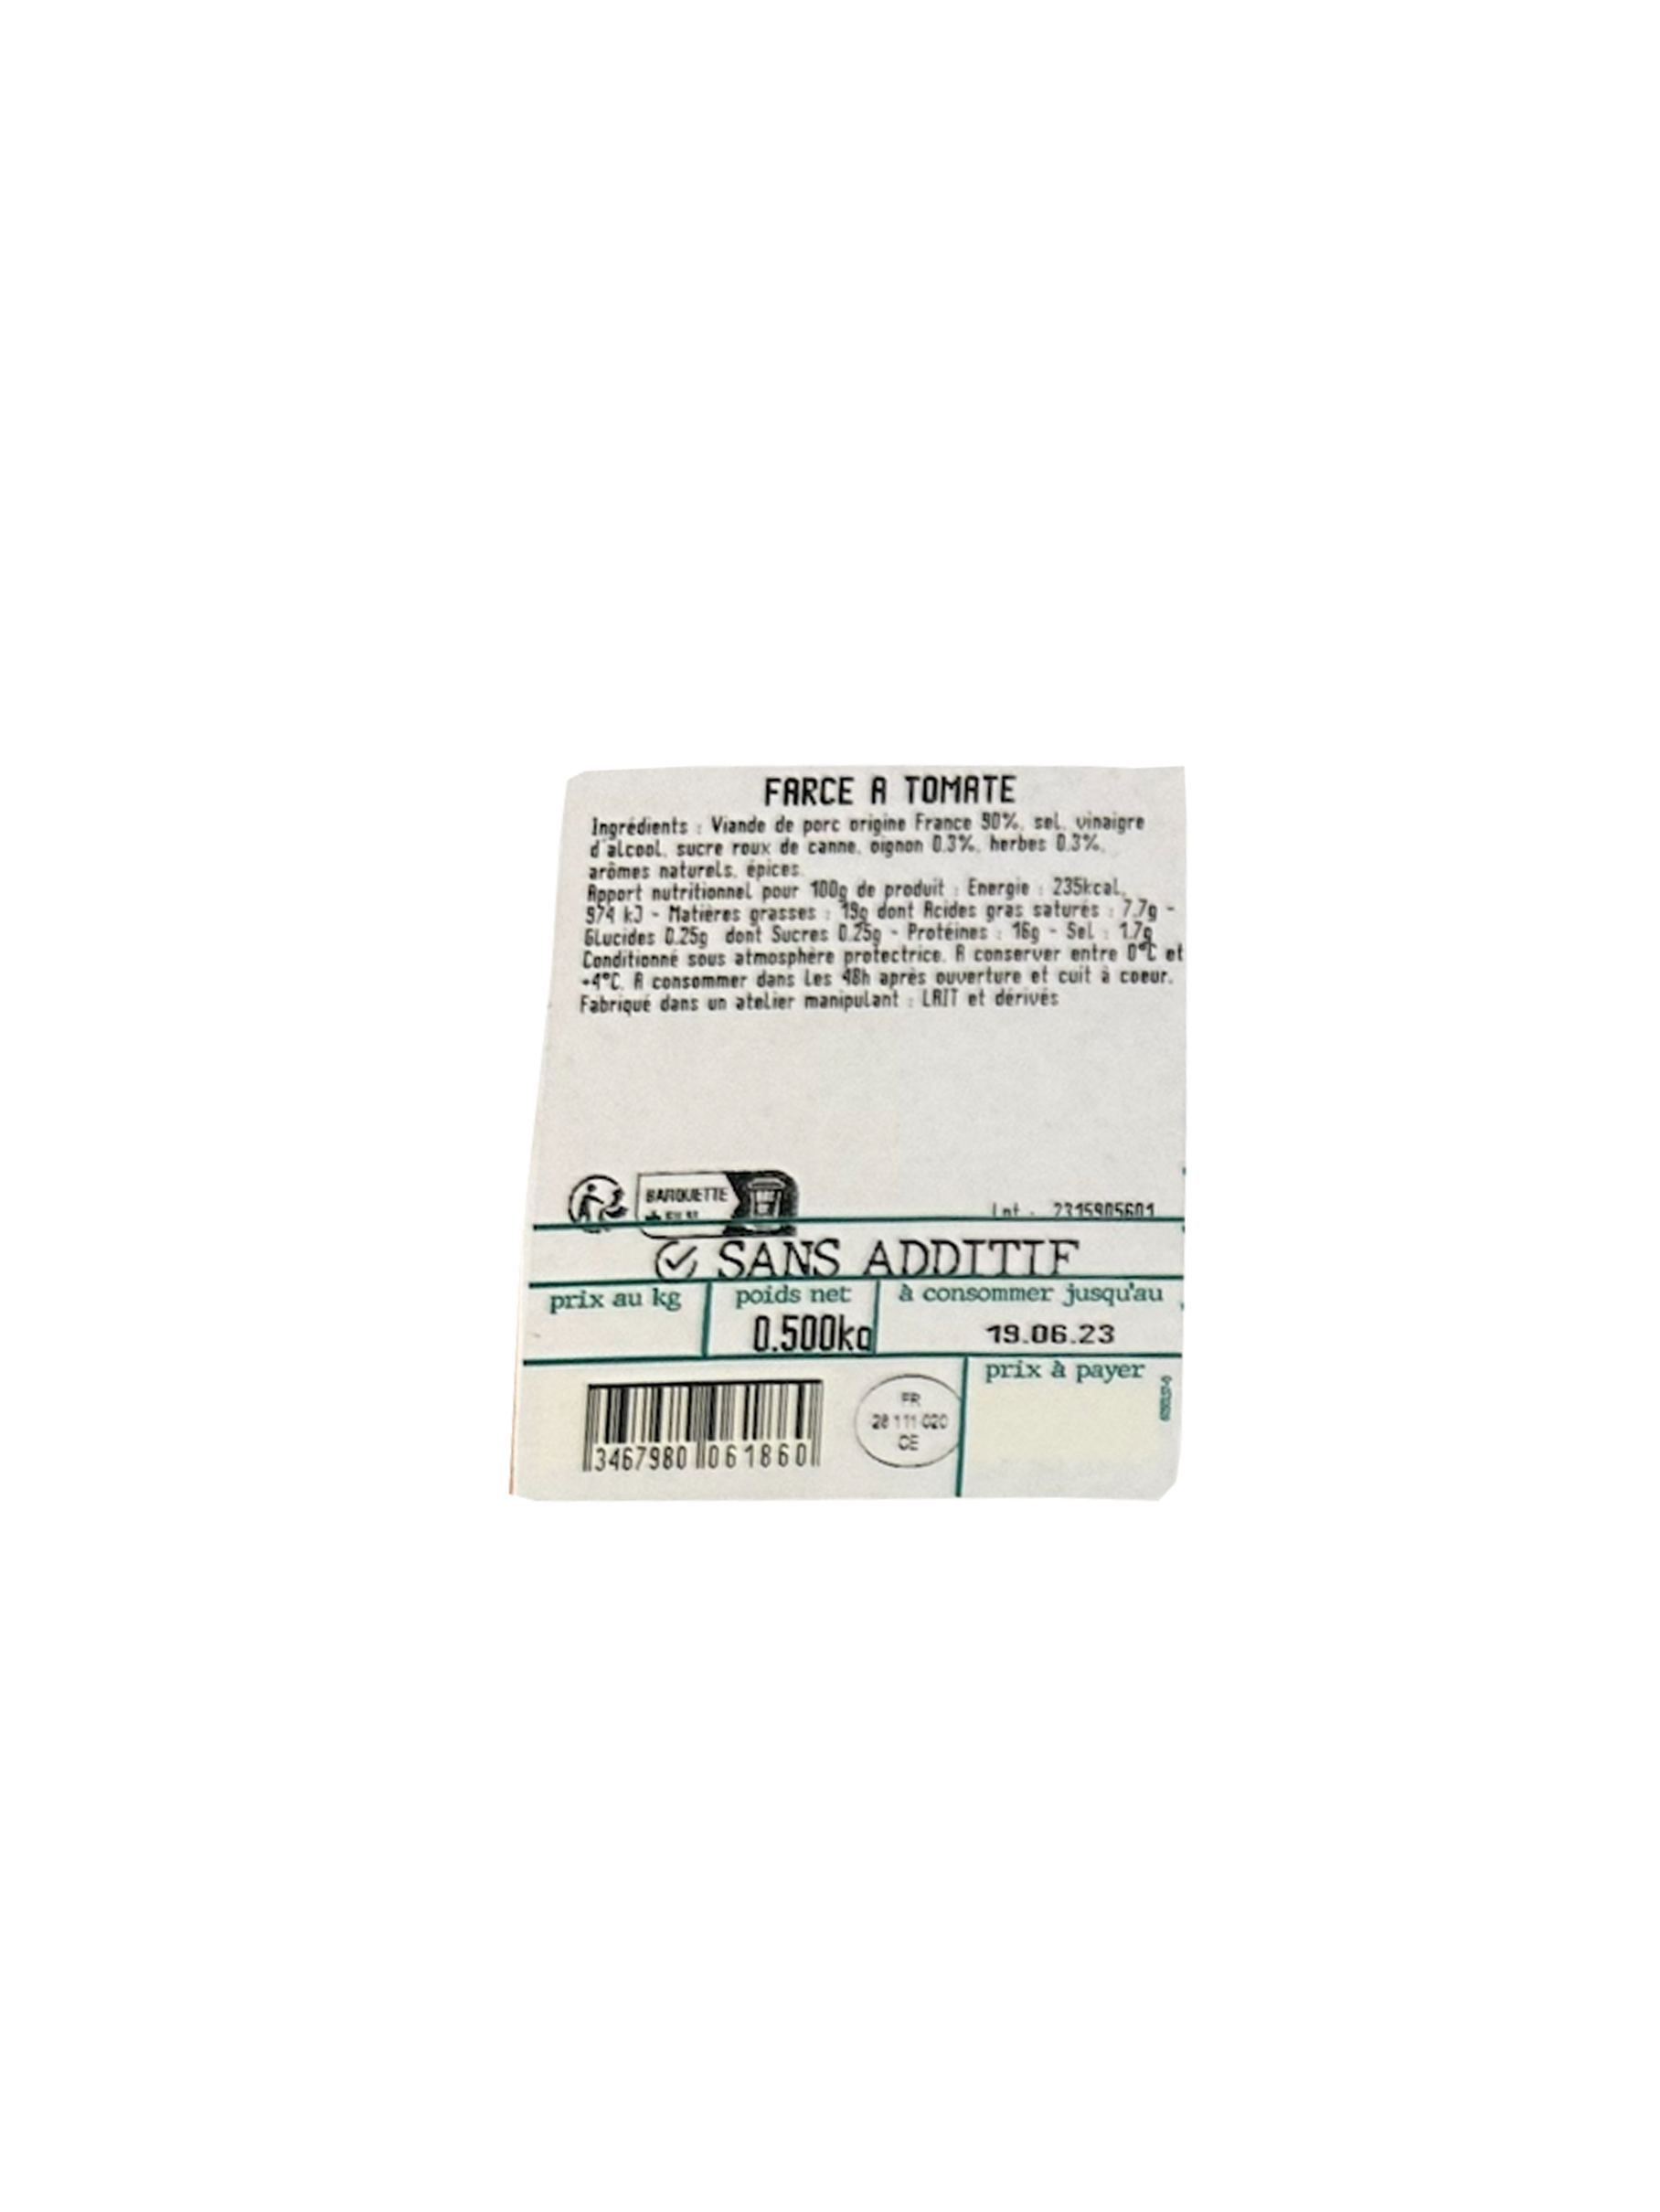 FARCE A TOMATE
Ingrédients : Viande de porc origine France 90%, sel, vinaigre
d'alcool, sucre roux de canne, oignon 0.3%, herbes 0.3%,
arômes naturels, épices.
Apport nutritionnel pour 100g de produit : Energie : 235kcal,
974 kJ - Matières grasses : 19g dont Acides gras saturés : 7.7g -
Glucides 0.25g dont Sucres 0.25g - Protéines : 16g - Sel : 1.7g
Conditionné sous atmosphère protectrice. A conserver entre 0°C et
+4°C. A consommer dans les 48h après ouverture et cuit à coeur.
Fabriqué dans un atelier manipulant : LAIT et dérivés
BARQUETTE
+ FILM
Lot : 2315905601
SANS ADDITIF
prix au kg
poids net
à consommer jusqu'au
0.500kg
19.06.23
prix à payer
FR
28 111 020
CE
3467980 061860